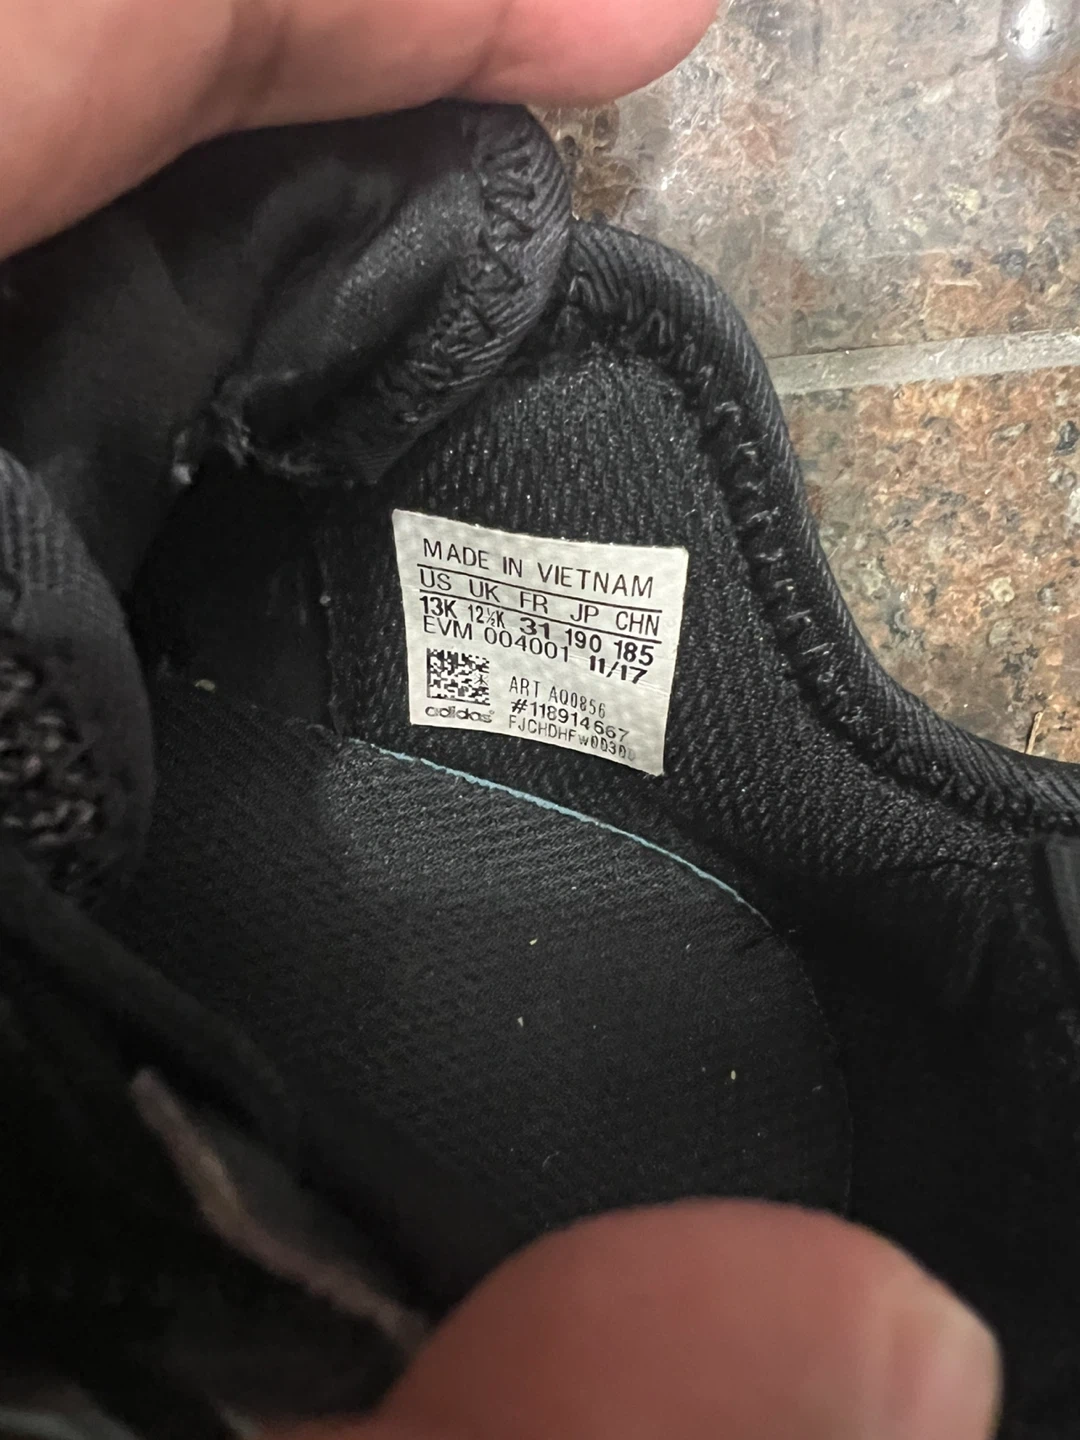 MADE IN VIETNAM
US UK FR JP CHN
13K 12½K 31 190 185
EVM 004001 11/17
ART AQ0856
#118914667
adidas